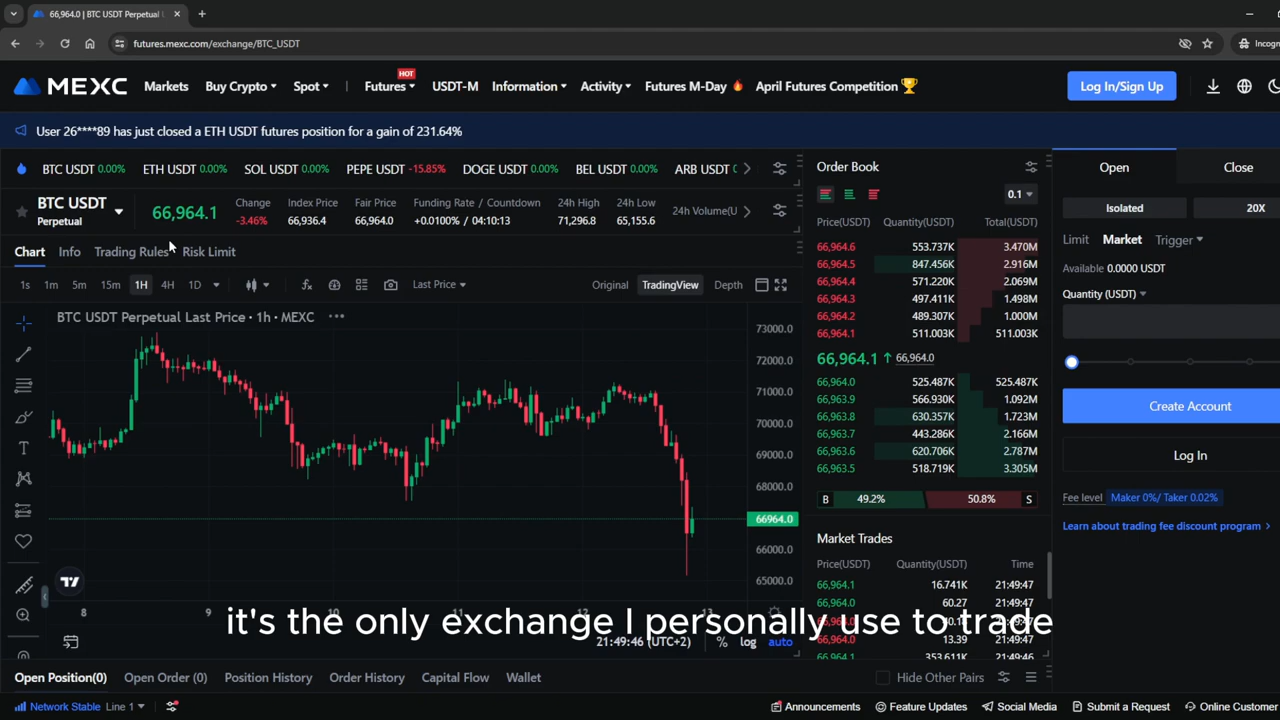 66,964.0 | BTC USDT Perpetual
futures.mexc.com/exchange/BTC_USDT
MEXC
Markets
Buy Crypto
Spot
Futures
HOT
USDT-M
Information
Activity
Futures M-Day
April Futures Competition
Log In/Sign Up
User 26****89 has just closed a ETH USDT futures position for a gain of 231.64%
BTC USDT 0.00%
ETH USDT 0.00%
SOL USDT 0.00%
PEPE USDT -15.85%
DOGE USDT 0.00%
BEL USDT 0.00%
ARB USDT
BTC USDT
Perpetual
66,964.1
Change
-3.46%
Index Price
66,936.4
Fair Price
66,964.0
Funding Rate / Countdown
+0.0100% / 04:10:13
24h High
71,296.8
24h Low
65,155.6
24h Volume(U
Chart
Info
Trading Rules
Risk Limit
1s
1m
5m
15m
1H
4H
1D
Last Price
Original
TradingView
Depth
BTC USDT Perpetual Last Price · 1h · MEXC
73000.0
72000.0
71000.0
70000.0
69000.0
68000.0
66964.0
66000.0
65000.0
8
9
10
11
13
21:49:46 (UTC+2)
%
log
auto
Order Book
0.1
Price(USDT) Quantity(USDT) Total(USDT)
66,964.6 553.737K 3.470M
66,964.5 847.456K 2.916M
66,964.4 571.220K 2.069M
66,964.3 497.411K 1.498M
66,964.2 489.307K 1.000M
66,964.1 511.003K 511.003K
66,964.1 66,964.0
66,964.0 525.487K 525.487K
66,963.9 566.930K 1.092M
66,963.8 630.357K 1.723M
66,963.7 443.286K 2.166M
66,963.6 620.706K 2.787M
66,963.5 518.719K 3.305M
B 49.2% 50.8% S
Market Trades
Price(USDT) Quantity(USDT) Time
66,964.1 16.741K 21:49:47
66,964.0 60.27 21:49:47
13.39 21:49:46
66,964.1 353.611K 21:49:46
Open
Close
Isolated
20X
Limit
Market
Trigger
Available 0.0000 USDT
Quantity (USDT)
Create Account
Log In
Fee level Maker 0%/ Taker 0.02%
Learn about trading fee discount program
it's the only exchange I personally use to trade
Open Position(0)
Open Order (0)
Position History
Order History
Capital Flow
Wallet
Hide Other Pairs
Network Stable Line 1
Announcements
Feature Updates
Social Media
Submit a Request
Online Customer